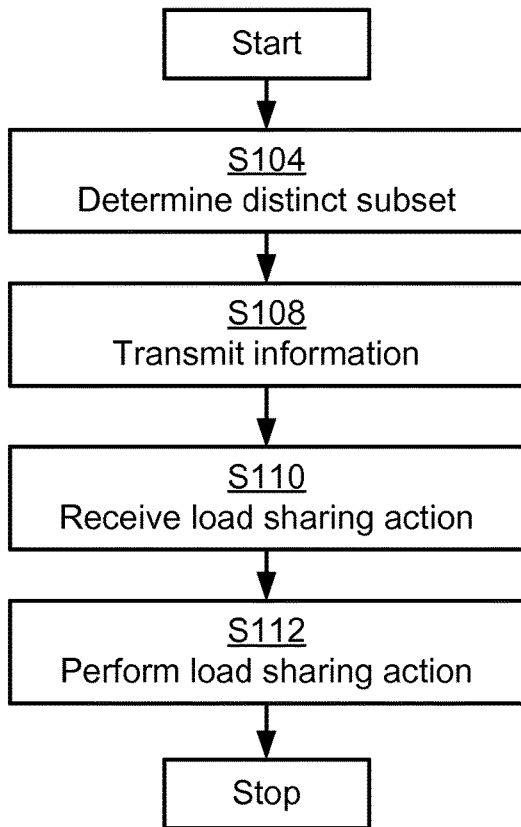 Start
S104
Determine distinct subset
S108
Transmit information
S110
Receive load sharing action
S112
Perform load sharing action
Stop